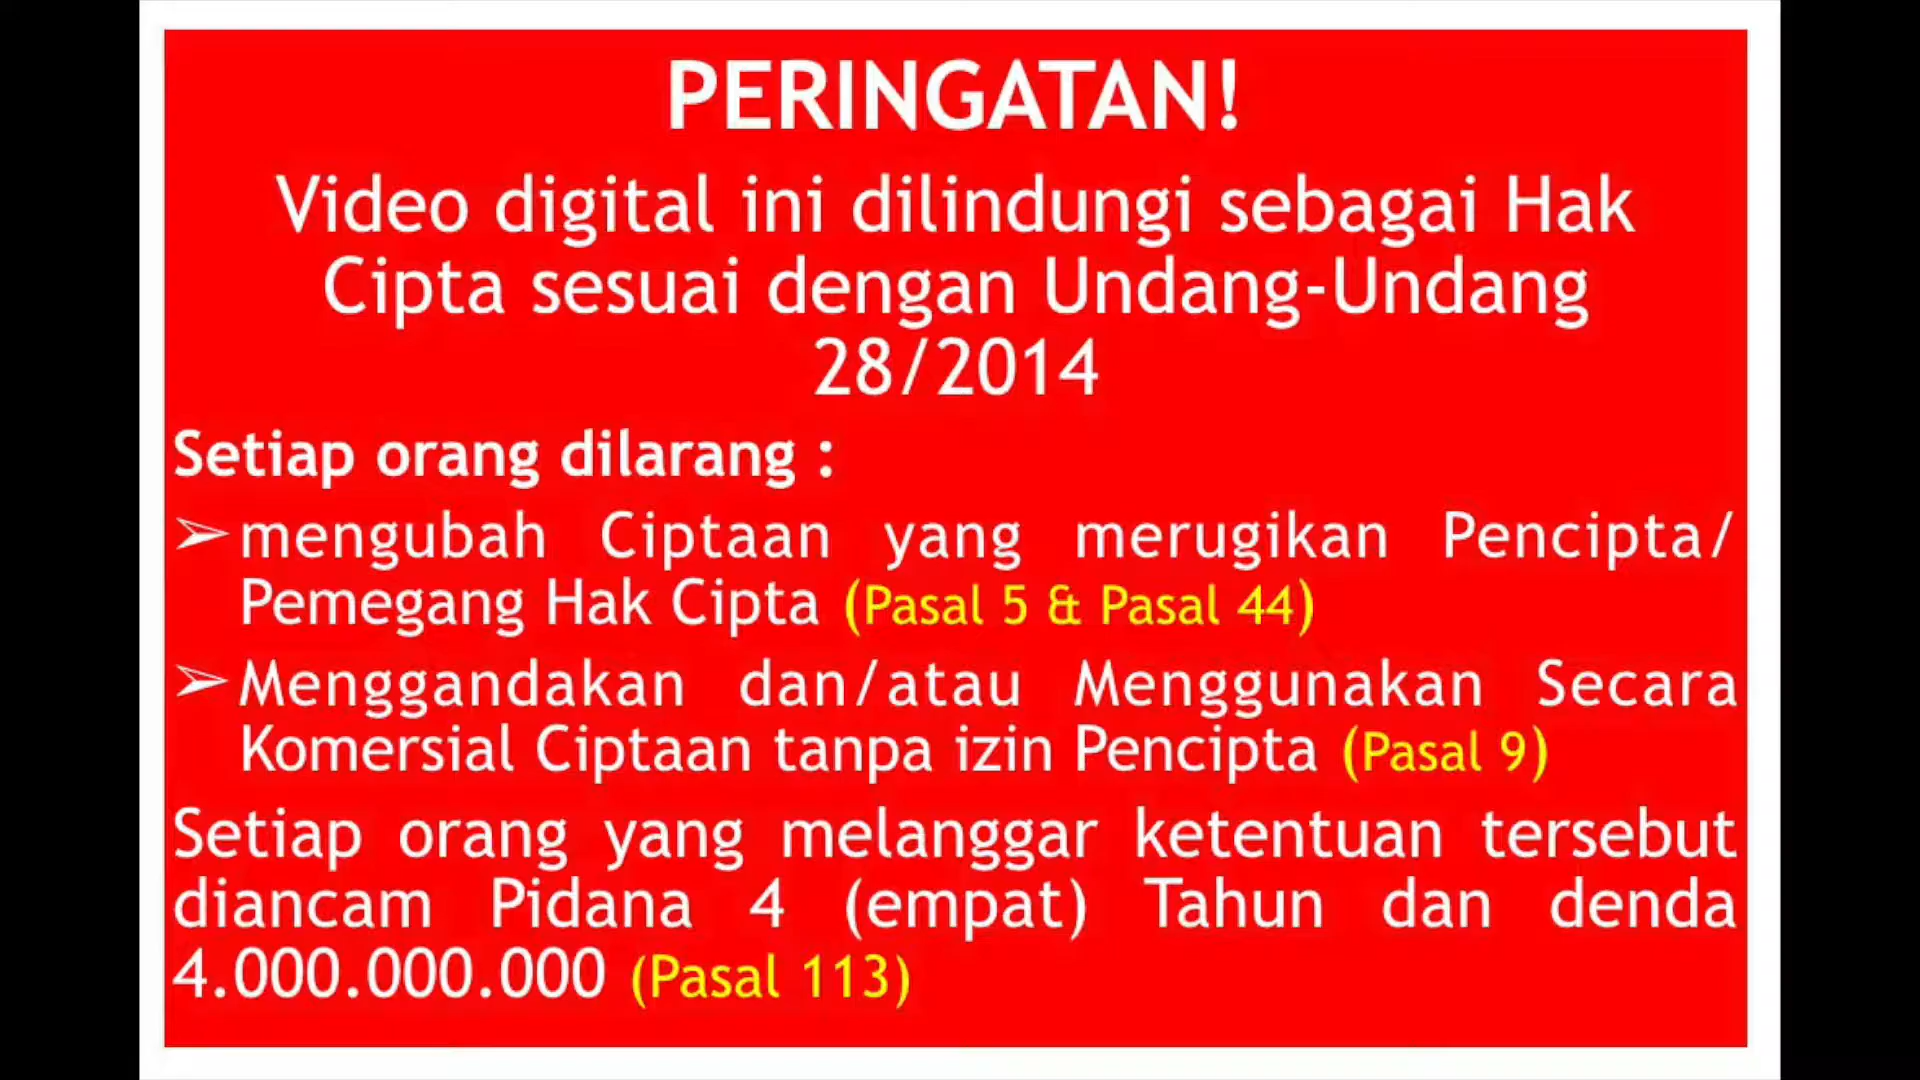 PERINGATAN!
Video digital ini dilindungi sebagai Hak
Cipta sesuai dengan Undang-Undang
28/2014
Setiap orang dilarang :
➢mengubah Ciptaan yang merugikan Pencipta/
Pemegang Hak Cipta (Pasal 5 & Pasal 44)
➢Menggandakan dan/atau Menggunakan Secara
Komersial Ciptaan tanpa izin Pencipta (Pasal 9)
Setiap orang yang melanggar ketentuan tersebut
diancam Pidana 4 (empat) Tahun dan denda
4.000.000.000 (Pasal 113)